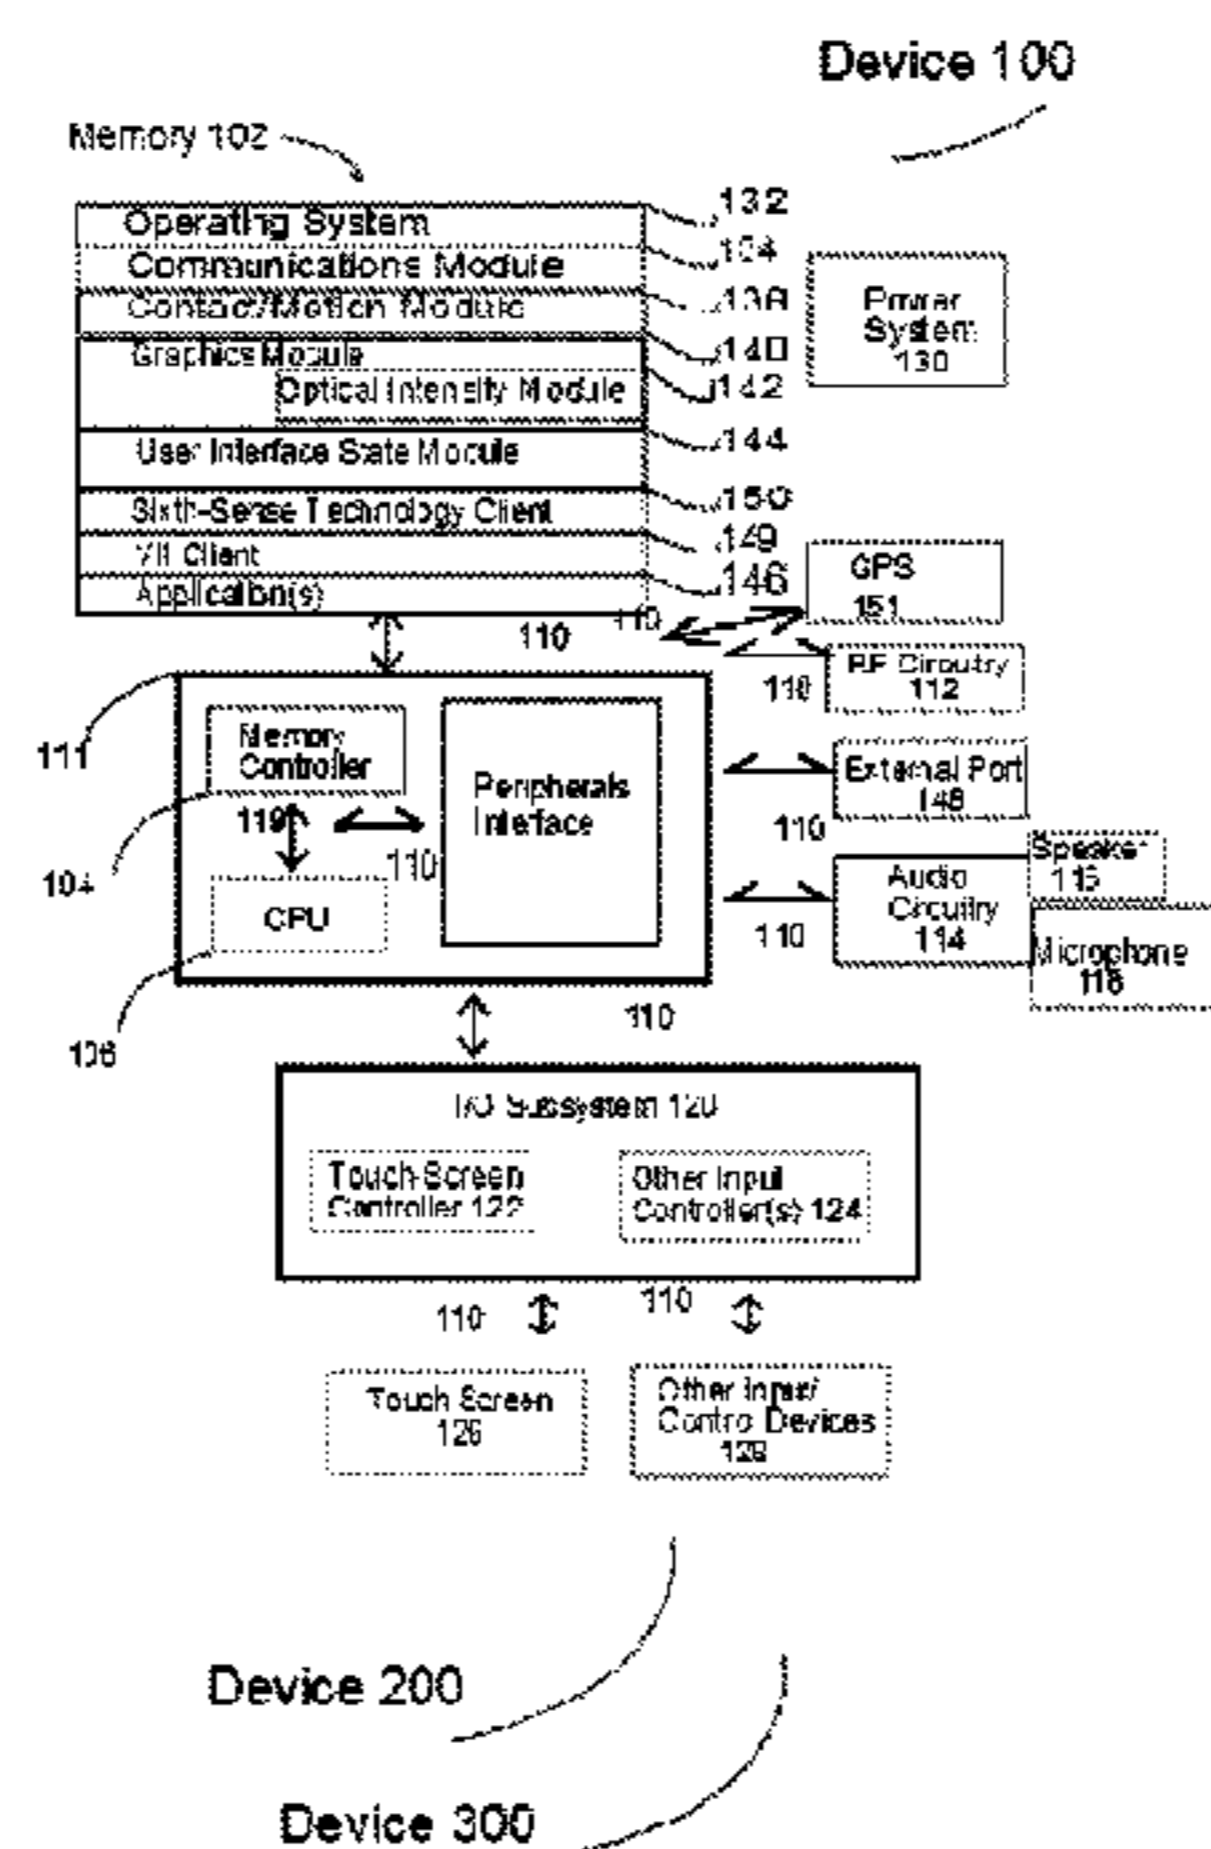 Device 100
Memory 102
Operating System
132
Communications Module
Contact/Motion Module
138
Graphics Module
140
Optical Intensity Module
142
User Interface State Module
144
Sixth-Sense Technology Client
150
Client
149
Application(s)
146
Power
System
130
GPS
151
110
110
RF Circuitry
112
110
111
Memory
Controller
Peripherals
Interface
External Port
148
110
110
110
104
CPU
Audio
Circuitry
114
Speaker
Microphone
118
110
106
110
I/O Subsystem 120
Touch-Screen
Controller 122
Other Input
Controller(s) 124
110
110
Touch Screen
126
Other Input/
Control Devices
128
Device 200
Device 300